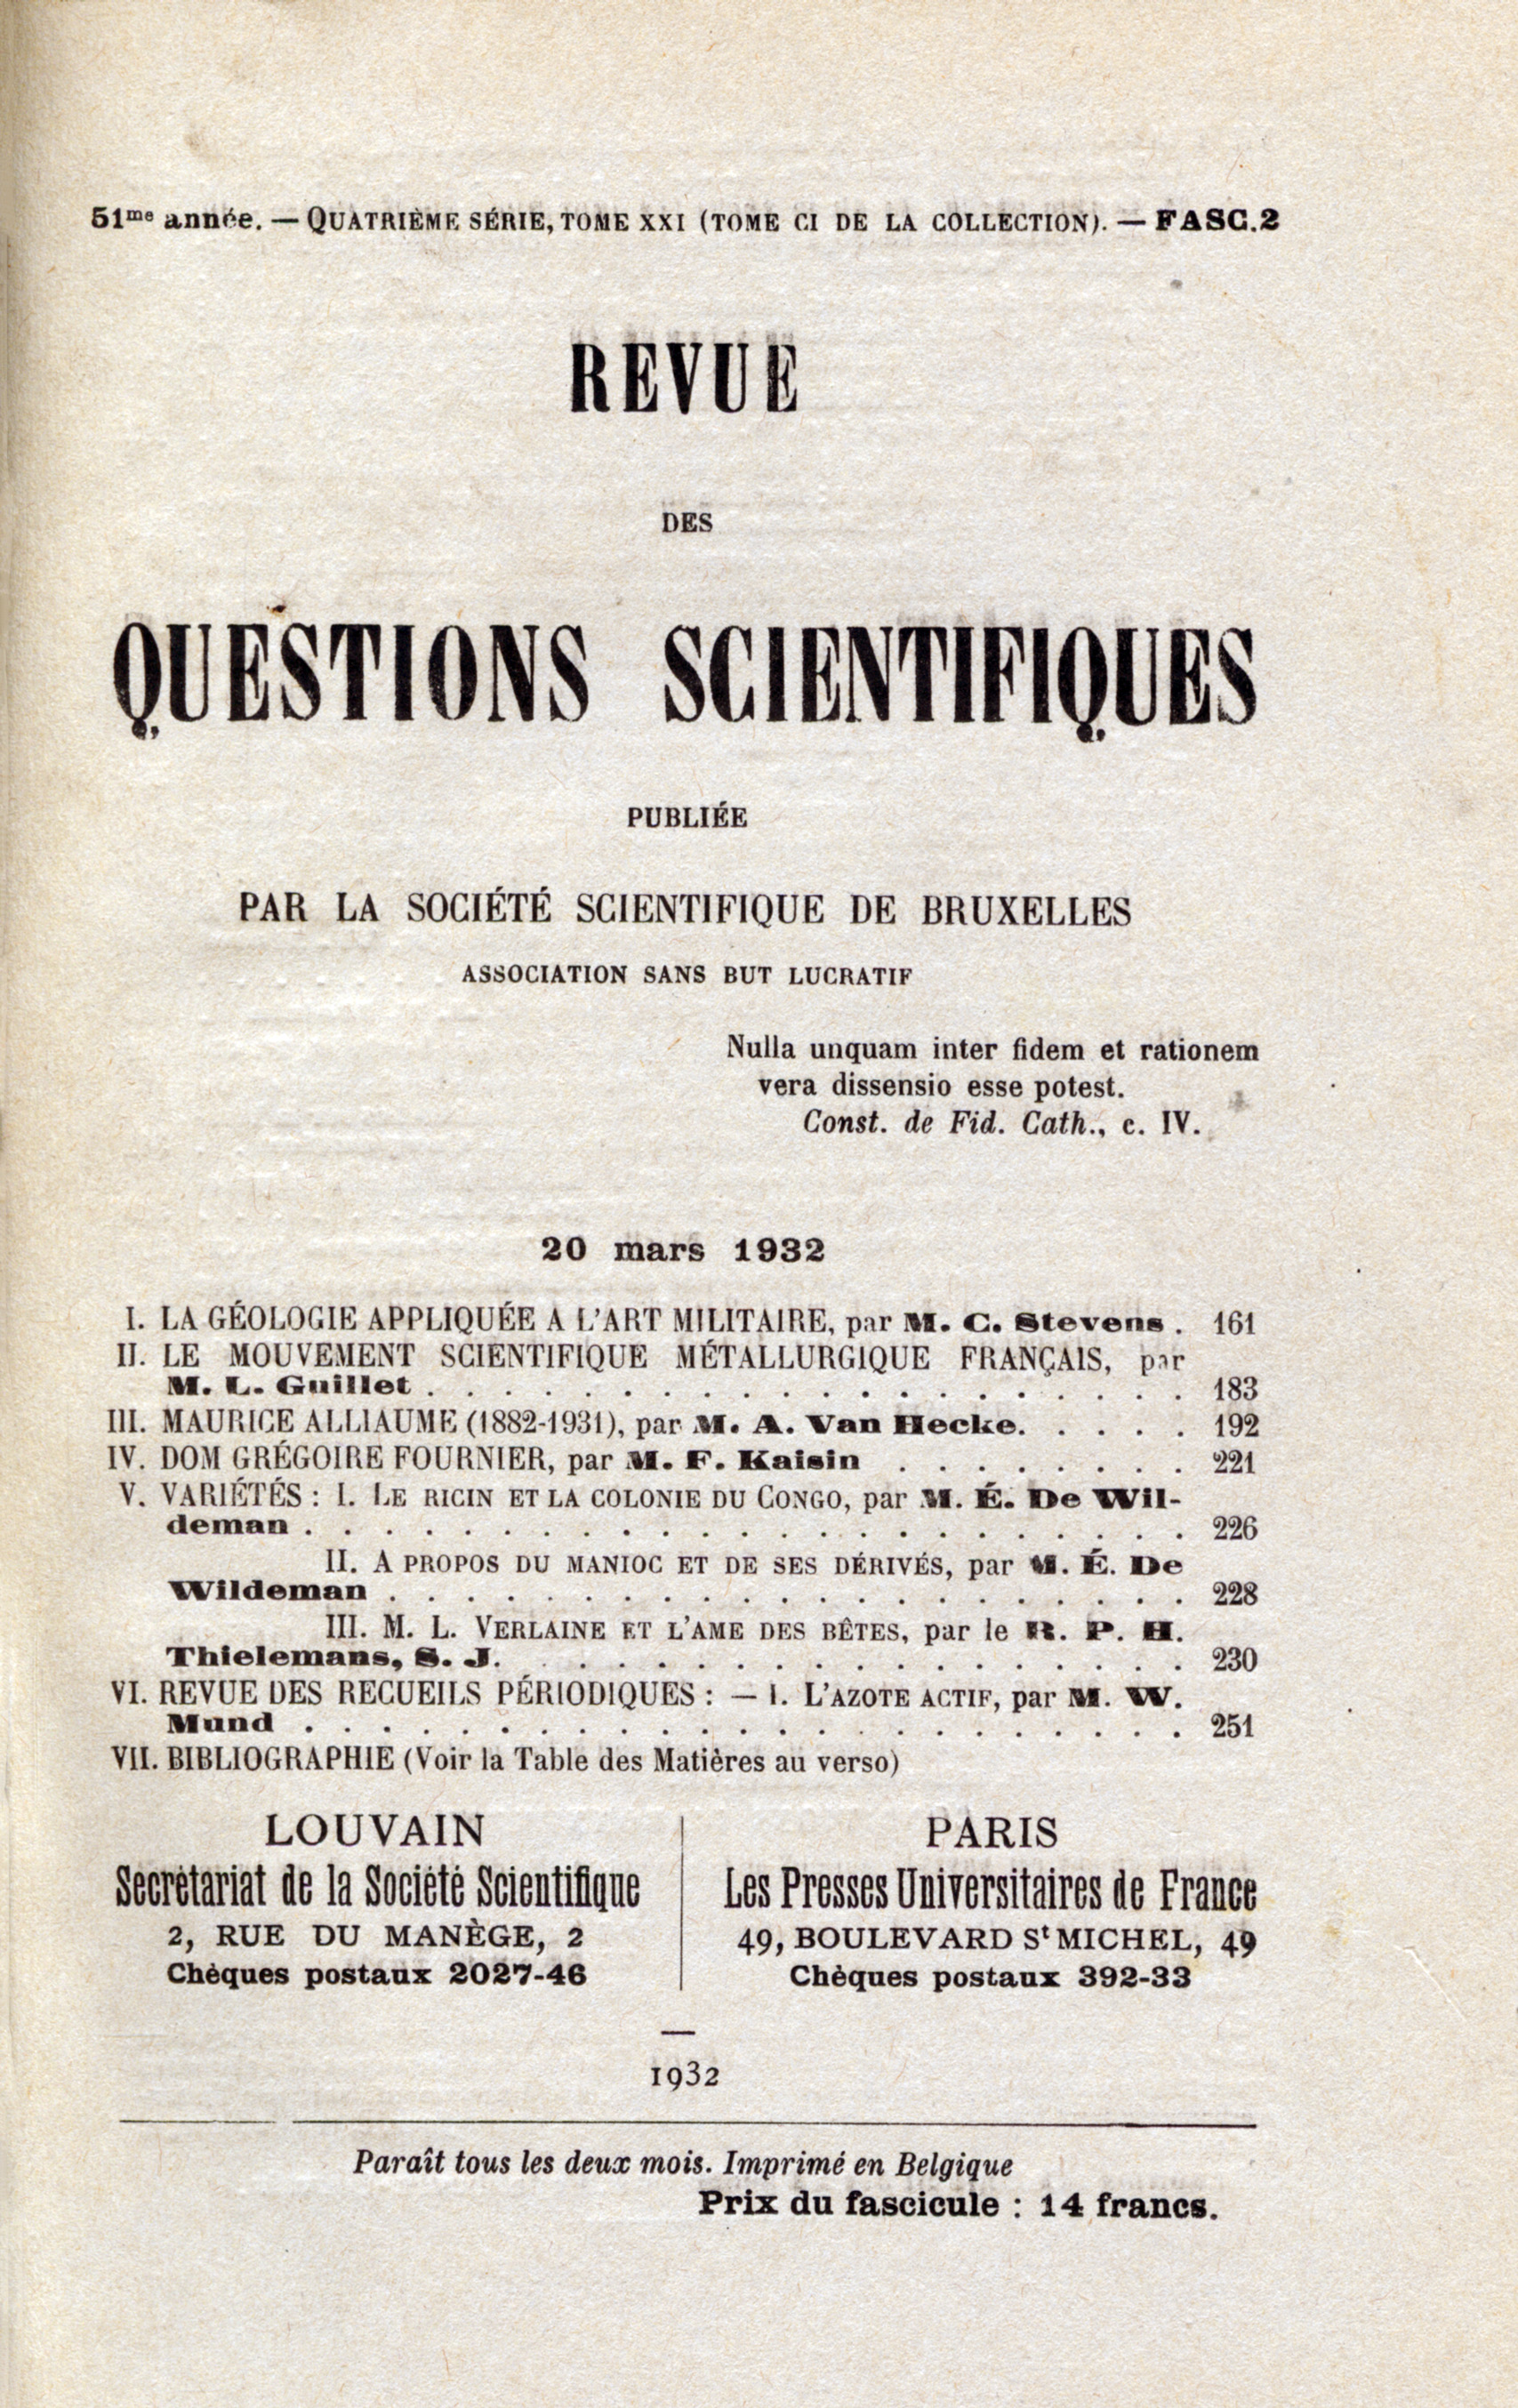 51me année. — QUATRIÈME SÉRIE, TOME XXI (TOME CI DE LA COLLECTION). — FASC.2
REVUE
DES
QUESTIONS SCIENTIFIQUES
PUBLIÉE
PAR LA SOCIÉTÉ SCIENTIFIQUE DE BRUXELLES
ASSOCIATION SANS BUT LUCRATIF
Nulla unquam inter fidem et rationem
vera dissensio esse potest.
Const. de Fid. Cath., c. IV.
20 mars 1932
I. LA GÉOLOGIE APPLIQUÉE A L'ART MILITAIRE, par M. C. Stevens . 161
II. LE MOUVEMENT SCIENTIFIQUE MÉTALLURGIQUE FRANÇAIS, par
M. L. Guillet . . . . . . . . . . . . . . . . . . . . 183
III. MAURICE ALLIAUME (1882-1931), par M. A. Van Hecke. . . . . 192
IV. DOM GRÉGOIRE FOURNIER, par M. F. Kaisin . . . . . . . . 221
V. VARIÉTÉS : I. LE RICIN ET LA COLONIE DU CONGO, par M. É. De Wil-
deman . . . . . . . . . . . . . . . . . . . . . . . 226
II. A PROPOS DU MANIOC ET DE SES DÉRIVÉS, par M. É. De
Wildeman . . . . . . . . . . . . . . . . . . . . . 228
III. M. L. VERLAINE ET L'AME DES BÊTES, par le R. P. H.
Thielemans, S. J. . . . . . . . . . . . . . . . . . . 230
VI. REVUE DES RECUEILS PÉRIODIQUES : — I. L'AZOTE ACTIF, par M. W.
Mund . . . . . . . . . . . . . . . . . . . . . . . 251
VII. BIBLIOGRAPHIE (Voir la Table des Matières au verso)
LOUVAIN
Secrétariat de la Société Scientifique
2, RUE DU MANÈGE, 2
Chèques postaux 2027-46
PARIS
Les Presses Universitaires de France
49, BOULEVARD St MICHEL, 49
Chèques postaux 392-33
1932
Paraît tous les deux mois. Imprimé en Belgique
Prix du fascicule : 14 francs.